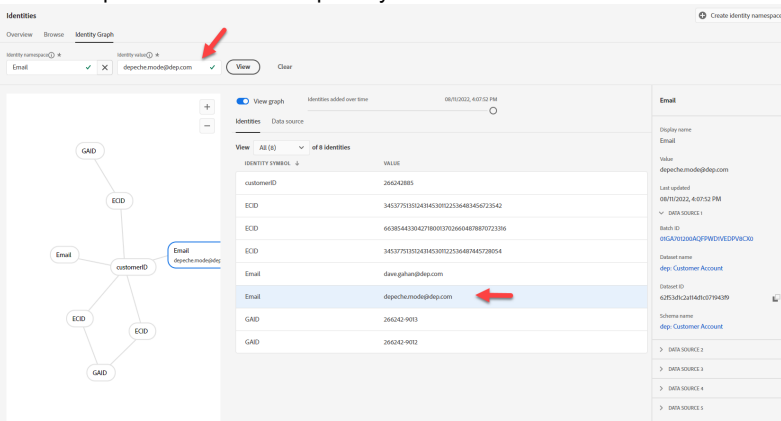 Identities
Create identity namespace
Overview Browse Identity Graph
Identity namespace * Identity value *
Email depeche.mode@dep.com View Clear
View graph Identities added over time 08/11/2022, 4:07:52 PM
Identities Data source
View All (8) of 8 identities
IDENTITY SYMBOL VALUE
customerID 266242885
ECID 34537751351243145301122536483456723542
ECID 66385443304271800137026604878870723316
ECID 34537751351243145301122536487445728054
Email dave.gahan@dep.com
Email depeche.mode@dep.com
GAID 266242-9013
GAID 266242-9012
GAID
ECID
Email
customerID
Email
depeche.mode@dep
ECID
ECID
GAID
Email
Display name
Email
Value
depeche.mode@dep.com
Last updated
08/11/2022, 4:07:52 PM
DATA SOURCE 1
Batch ID
01GA701200AQFPWD1VEDPV8CX0
Dataset name
dep: Customer Account
Dataset ID
62f53d1c2a114d1c071943f9
Schema name
dep: Customer Account
DATA SOURCE 2
DATA SOURCE 3
DATA SOURCE 4
DATA SOURCE 5